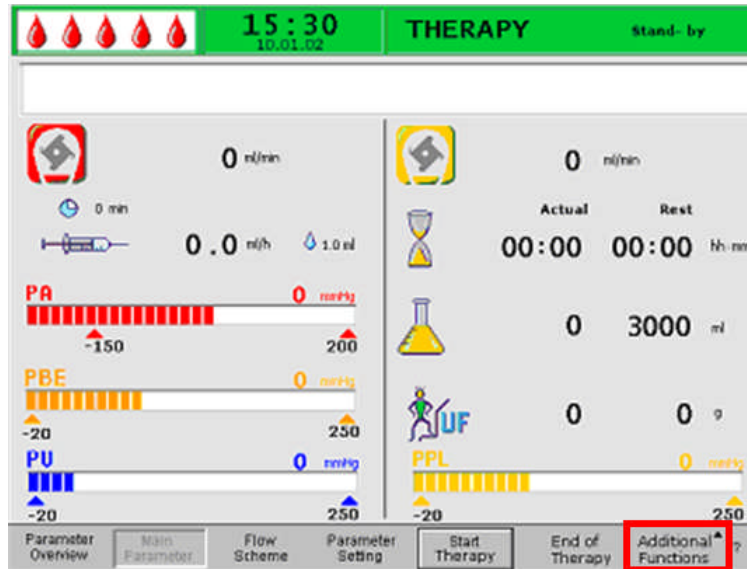 15:30
10.01.02
THERAPY
Stand- by
0 ml/min
0 ml/min
0 min
0.0 ml/h
1.0 ml
Actual Rest
00:00 00:00 hh:mm
PA 0 mmHg
-150 200
0 3000 ml
PBE 0 mmHg
-20 250
UF 0 0 g
PV 0 mmHg
-20 250
PPL 0 mmHg
-20 250
Parameter
Overview
Main
Parameter
Flow
Scheme
Parameter
Setting
Start
Therapy
End of
Therapy
Additional
Functions
?